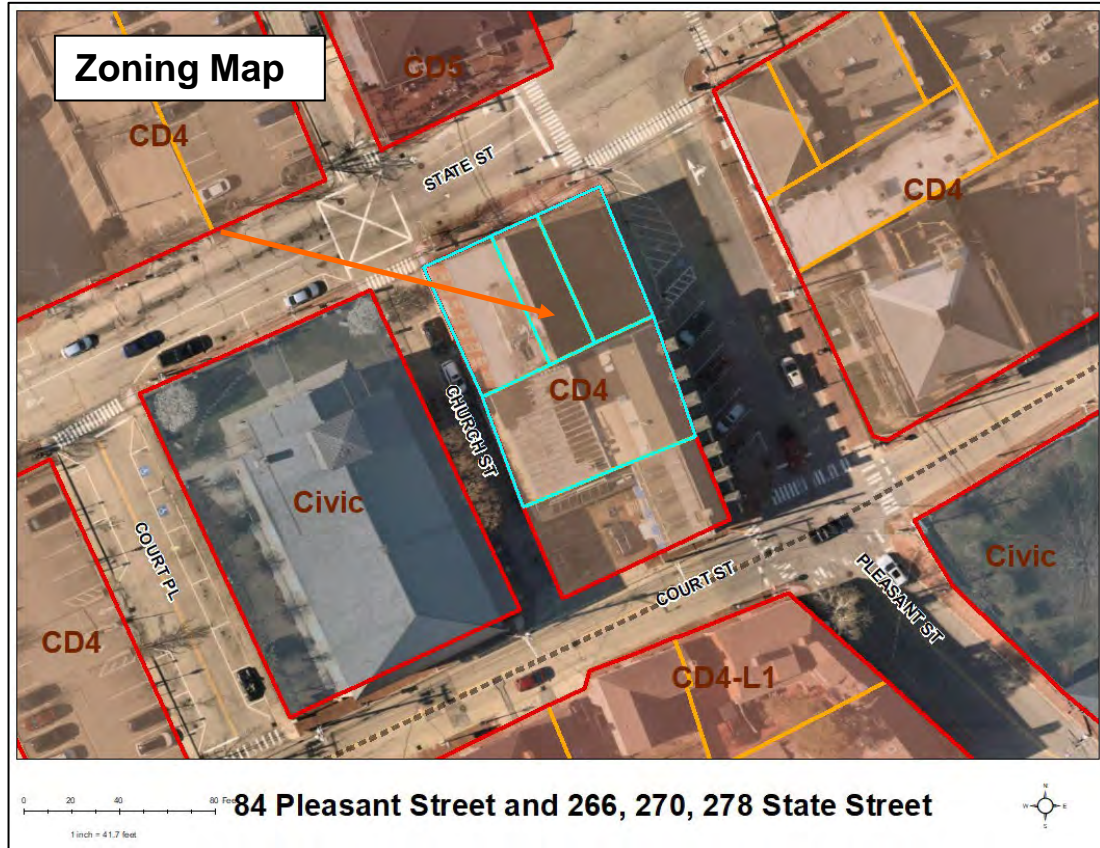 Zoning Map
CD5
CD4
STATE ST
CD4
CD4
CHURCH ST
Civic
COURT PL
COURT ST
PLEASANT ST
Civic
CD4
CD4-L1
0 20 40 80 Feet
1 inch = 41.7 feet
84 Pleasant Street and 266, 270, 278 State Street
N
W E
S